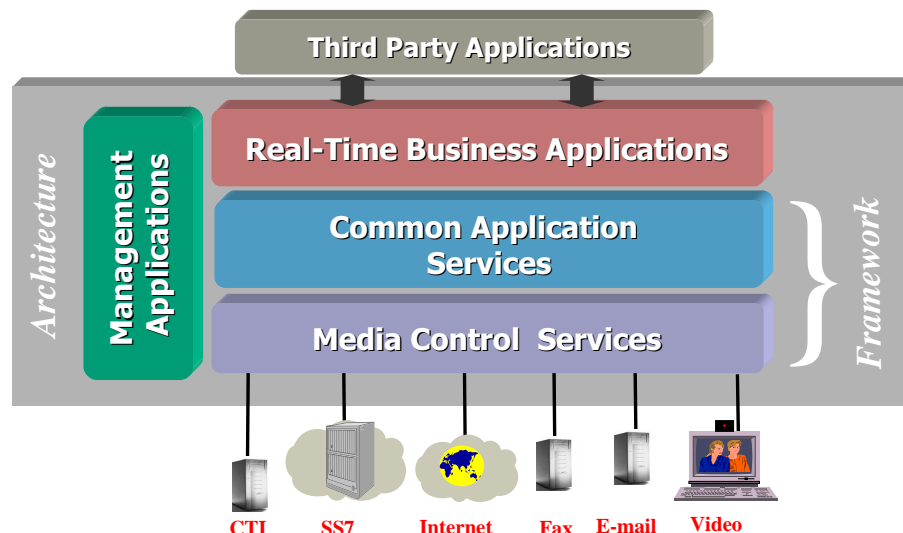 Third Party Applications
Architecture
Management
Applications
Real-Time Business Applications
Common Application
Services
Media Control Services
Framework
CTI
SS7
Internet
Fax
E-mail
Video